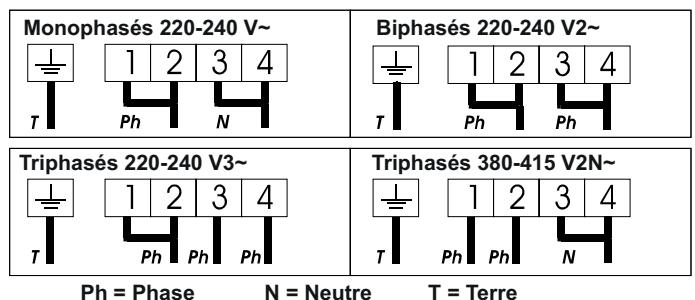 Monophasés 220-240 V~
1 2 3 4
T Ph N
Biphasés 220-240 V2~
1 2 3 4
T Ph Ph
Triphasés 220-240 V3~
1 2 3 4
T Ph Ph Ph
Triphasés 380-415 V2N~
1 2 3 4
T Ph Ph N
Ph = Phase N = Neutre T = Terre